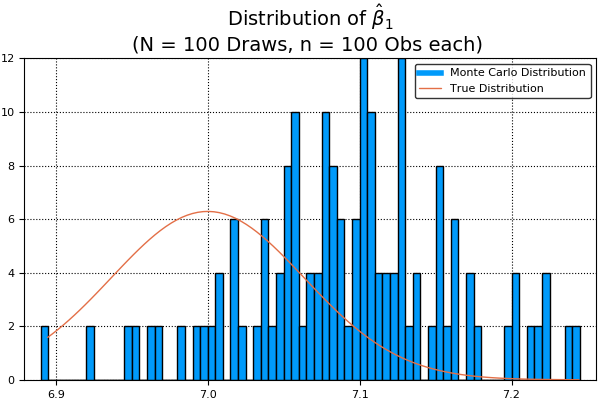 Distribution of β̂₁
(N = 100 Draws, n = 100 Obs each)
Monte Carlo Distribution
True Distribution
12
10
8
6
4
2
0
6.9 7.0 7.1 7.2